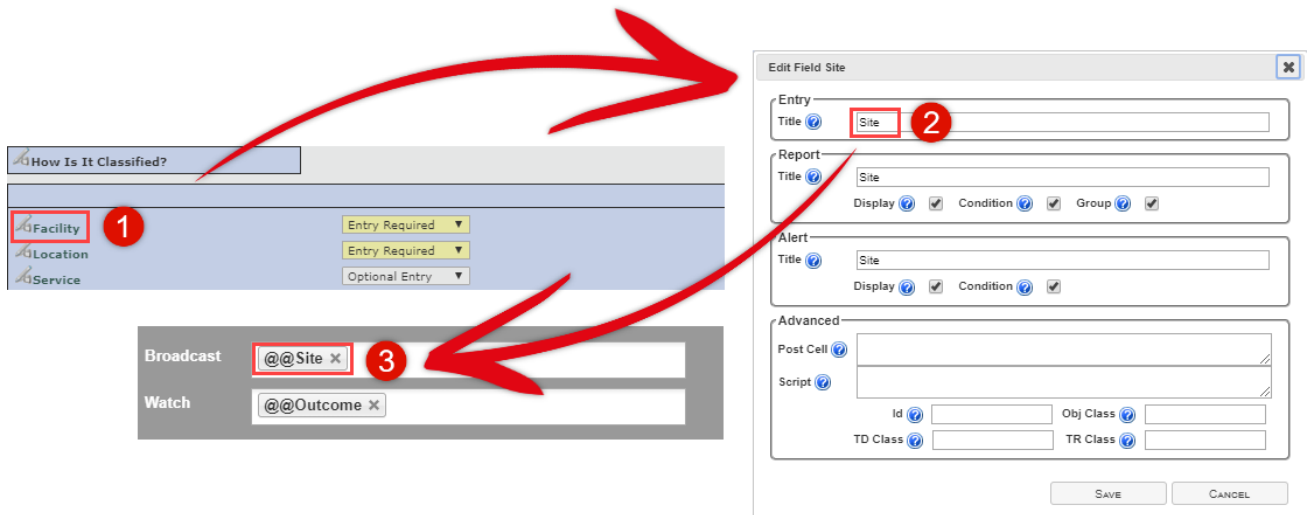 How Is It Classified?
Facility
1
Entry Required
Location
Entry Required
Service
Optional Entry
Edit Field Site
Entry
Title
Site
2
Report
Title
Site
Display
Condition
Group
Alert
Title
Site
Display
Condition
Advanced
Post Cell
Script
Id
Obj Class
TD Class
TR Class
SAVE
CANCEL
Broadcast
@@Site ×
3
Watch
@@Outcome ×